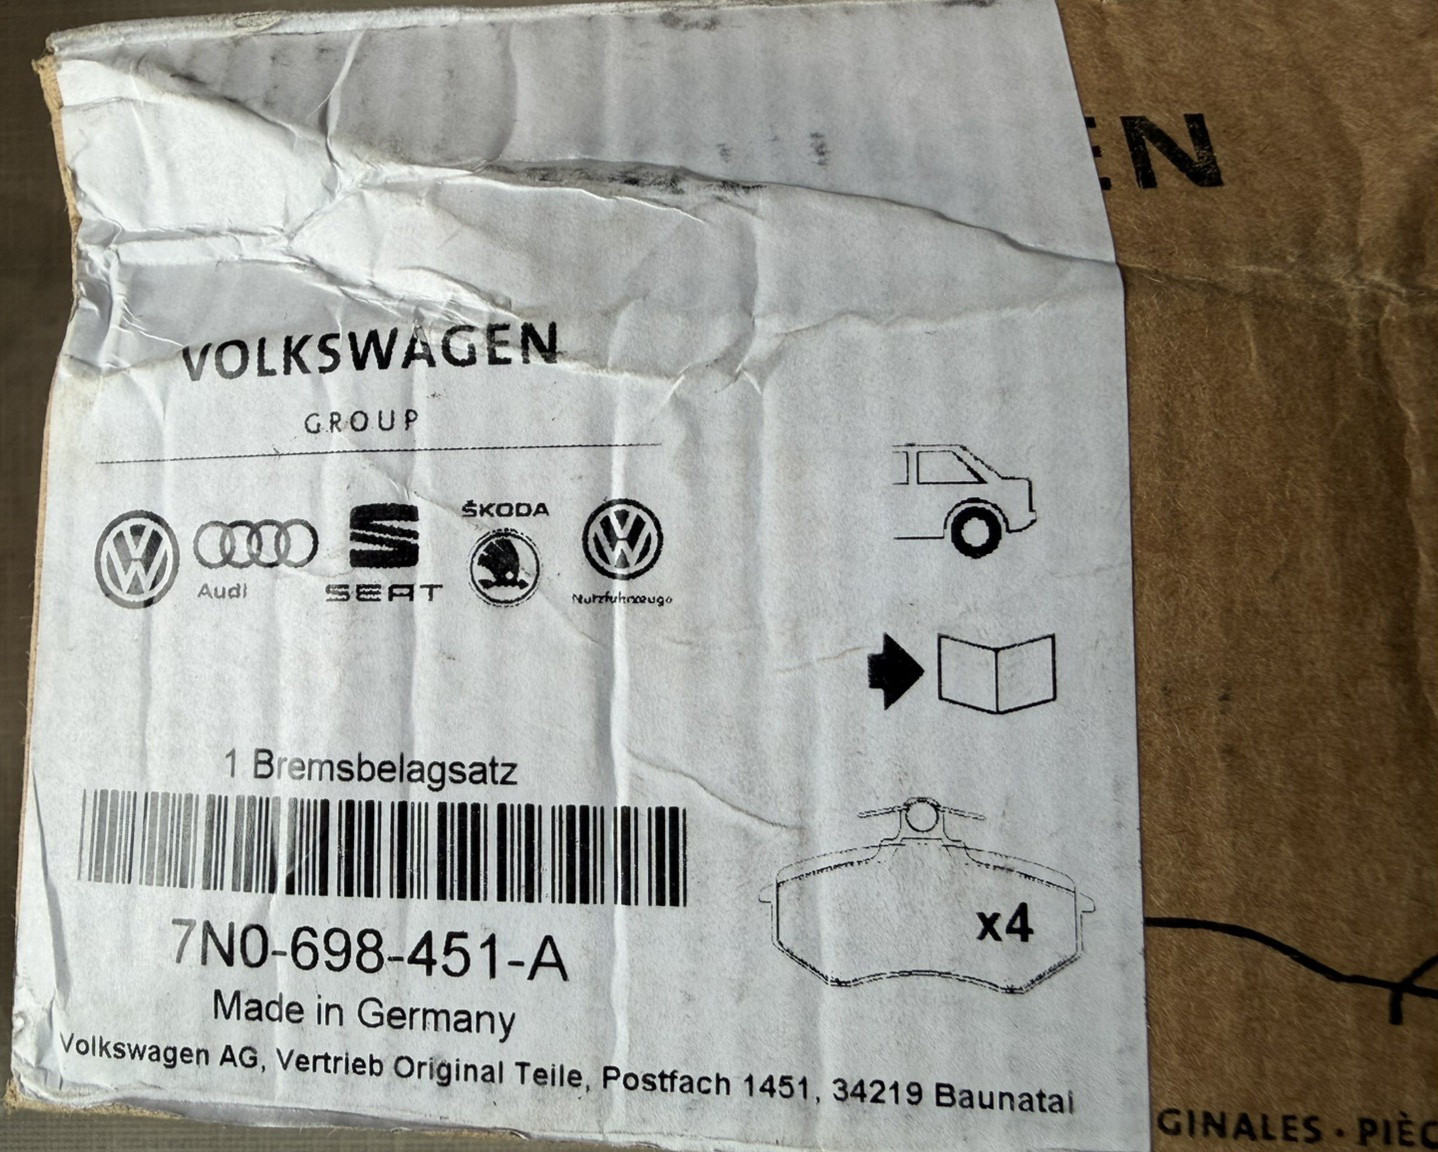 EN
VOLKSWAGEN
GROUP
Audi
SEAT
ŠKODA
Nutzfahrzeuge
1 Bremsbelagsatz
x4
7N0-698-451-A
Made in Germany
Volkswagen AG, Vertrieb Original Teile, Postfach 1451, 34219 Baunatal
GINALES · PIÈC